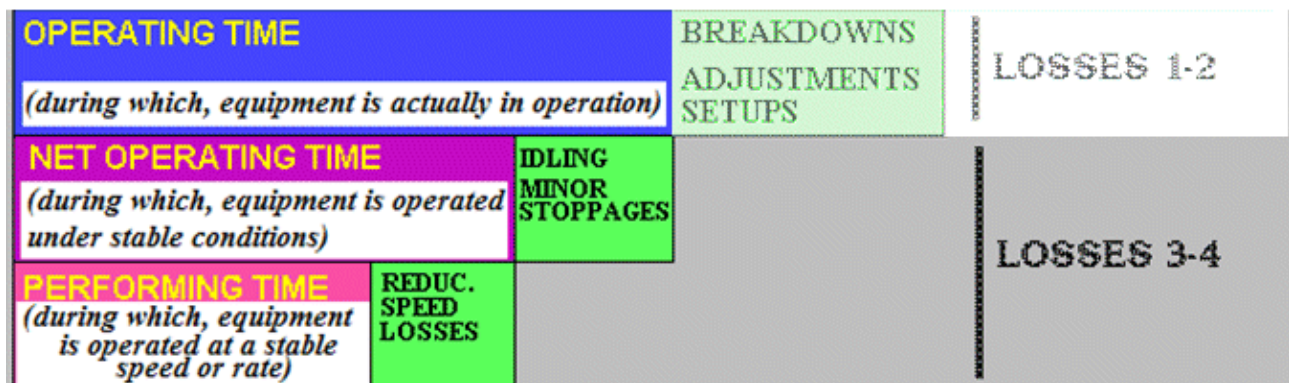 OPERATING TIME
(during which, equipment is actually in operation)
BREAKDOWNS
ADJUSTMENTS
SETUPS
LOSSES 1-2
NET OPERATING TIME
(during which, equipment is operated
under stable conditions)
IDLING
MINOR
STOPPAGES
LOSSES 3-4
PERFORMING TIME
(during which, equipment
is operated at a stable
speed or rate)
REDUC.
SPEED
LOSSES